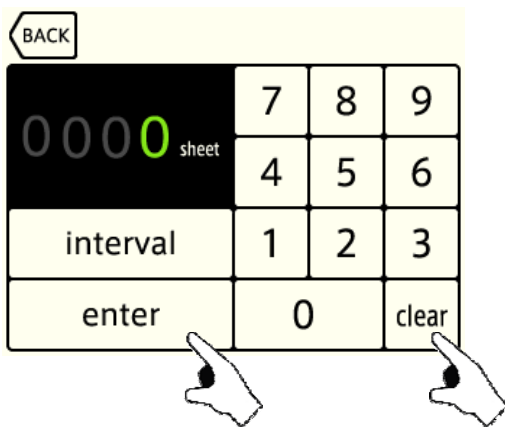 BACK
7 8 9
0000 sheet
4 5 6
interval 1 2 3
enter 0 clear